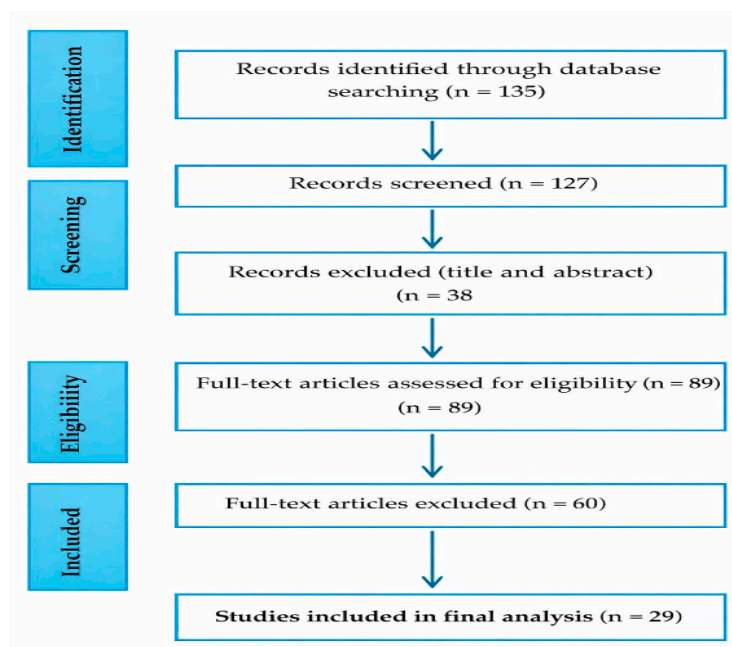 Identification
Records identified through database
searching (n = 135)
Screening
Records screened (n = 127)
Records excluded (title and abstract)
(n = 38
Eligibiiity
Full-text articles assessed for eligibility (n = 89)
(n = 89)
Included
Full-text articles excluded (n = 60)
Studies included in final analysis (n = 29)